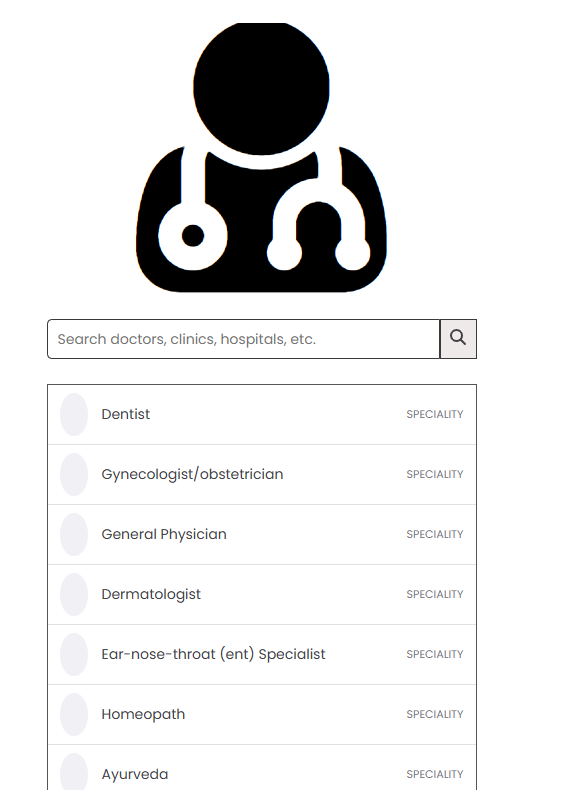 Search doctors, clinics, hospitals, etc.
Dentist SPECIALITY
Gynecologist/obstetrician SPECIALITY
General Physician SPECIALITY
Dermatologist SPECIALITY
Ear-nose-throat (ent) Specialist SPECIALITY
Homeopath SPECIALITY
Ayurveda SPECIALITY